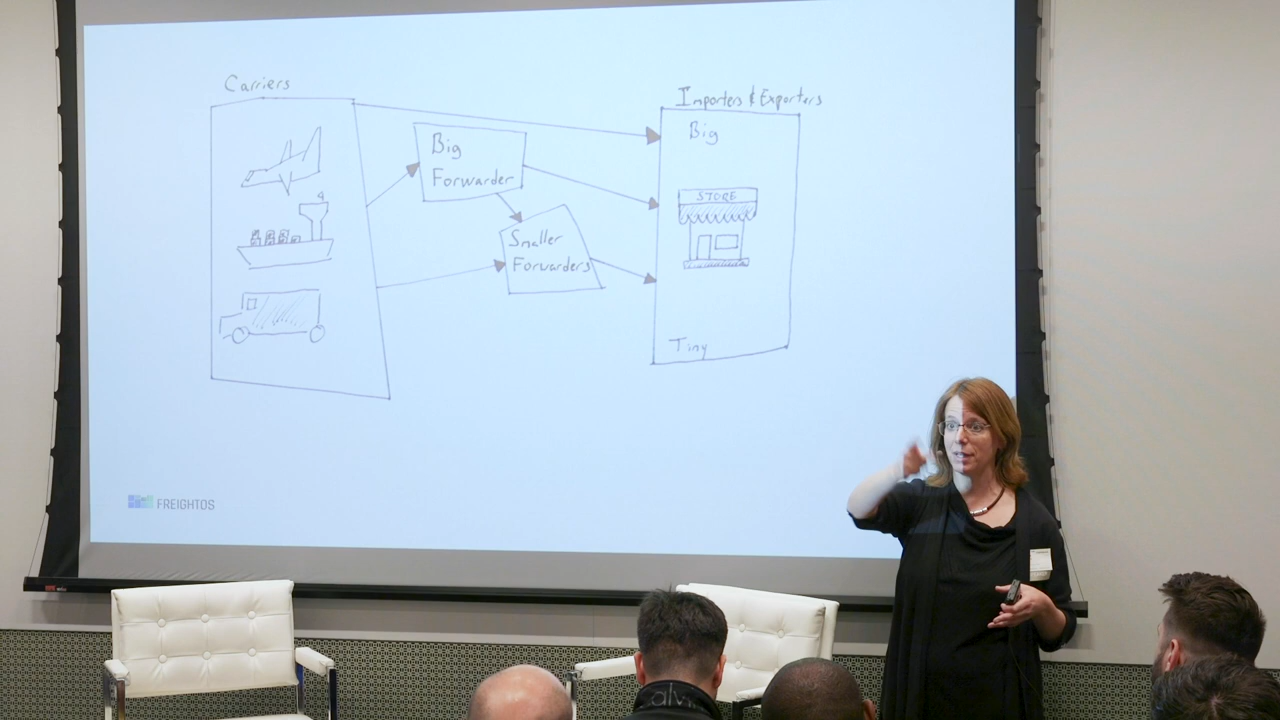 Carriers
Importers & Exporters
Big
Forwarder
Smaller
Forwarders
Big
STORE
Tiny
FREIGHTOS